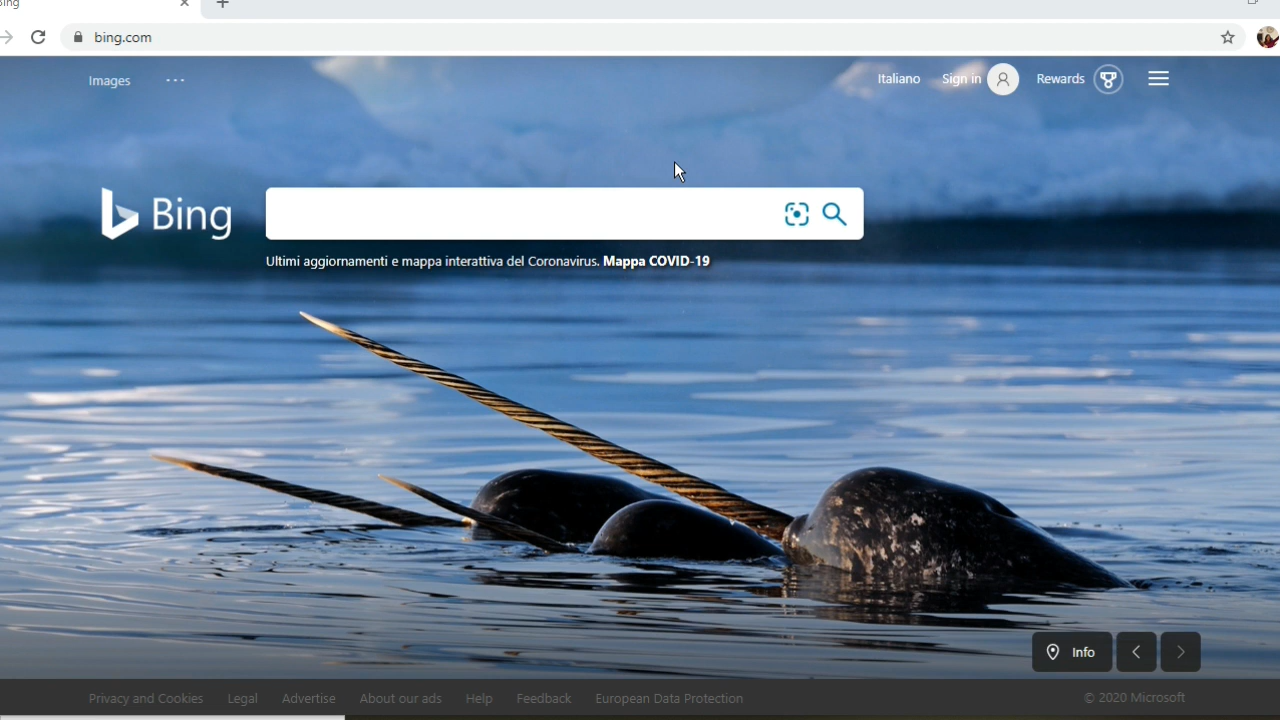 Bing
bing.com
Images ...
Italiano Sign in Rewards
Bing
Ultimi aggiornamenti e mappa interattiva del Coronavirus. Mappa COVID-19
Info
Privacy and Cookies Legal Advertise About our ads Help Feedback European Data Protection © 2020 Microsoft